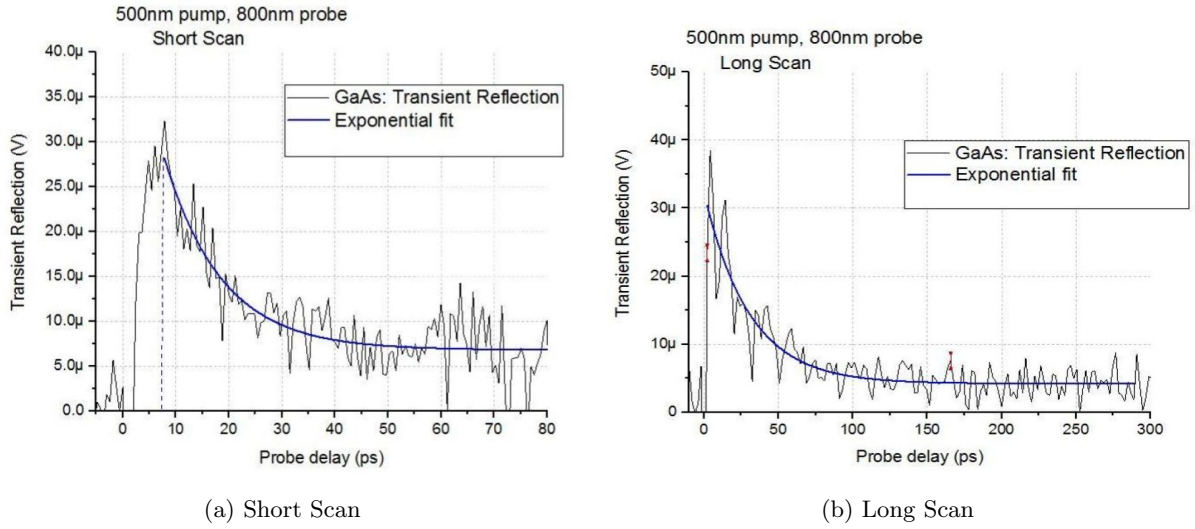 500nm pump, 800nm probe
Short Scan
40.0µ
35.0µ
30.0µ
25.0µ
20.0µ
15.0µ
10.0µ
5.0µ
0.0
Transient Reflection (V)
GaAs: Transient Reflection
Exponential fit
0 10 20 30 40 50 60 70 80
Probe delay (ps)
(a) Short Scan
500nm pump, 800nm probe
Long Scan
50µ
40µ
30µ
20µ
10µ
0
Transient Reflection (V)
GaAs: Transient Reflection
Exponential fit
0 50 100 150 200 250 300
Probe delay (ps)
(b) Long Scan